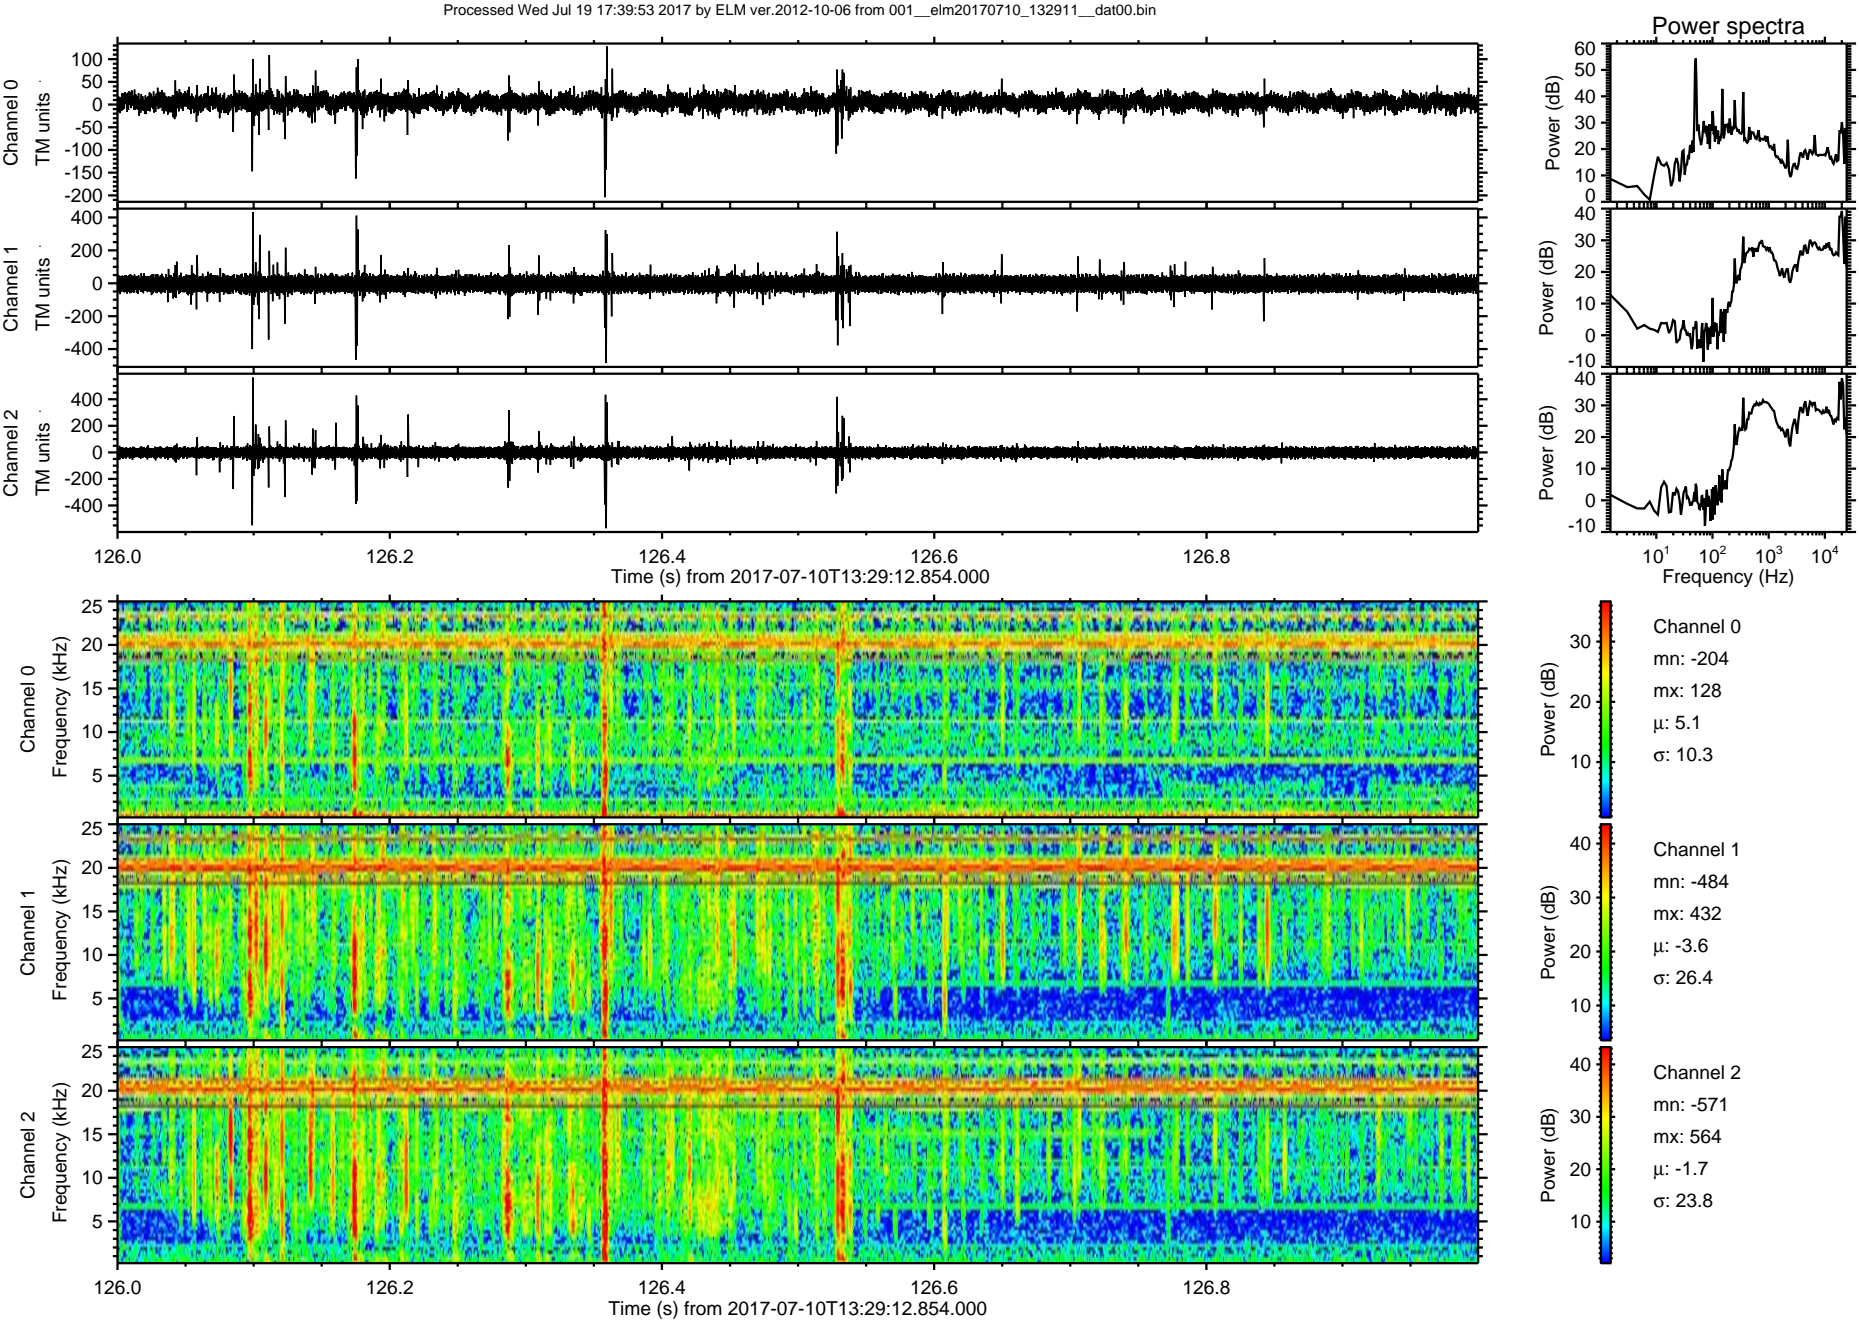 Processed Wed Jul 19 17:39:53 2017 by ELM ver.2012-10-06 from 001__elm20170710_132911__dat00.bin
Power spectra
Channel 0
TM units
100
50
0
-50
-100
-150
-200
Power (dB)
60
50
40
30
20
10
0
Channel 1
TM units
400
200
0
-200
-400
Power (dB)
40
30
20
10
0
-10
Channel 2
TM units
400
200
0
-200
-400
Power (dB)
40
30
20
10
0
-10
126.0 126.2 126.4 126.6 126.8
Time (s) from 2017-07-10T13:29:12.854.000
10^1 10^2 10^3 10^4
Frequency (Hz)
Channel 0
Frequency (kHz)
25
20
15
10
5
Power (dB)
30
20
10
Channel 0
mn: -204
mx: 128
μ: 5.1
σ: 10.3
Channel 1
Frequency (kHz)
25
20
15
10
5
Power (dB)
40
30
20
10
Channel 1
mn: -484
mx: 432
μ: -3.6
σ: 26.4
Channel 2
Frequency (kHz)
25
20
15
10
5
Power (dB)
40
30
20
10
Channel 2
mn: -571
mx: 564
μ: -1.7
σ: 23.8
126.0 126.2 126.4 126.6 126.8
Time (s) from 2017-07-10T13:29:12.854.000